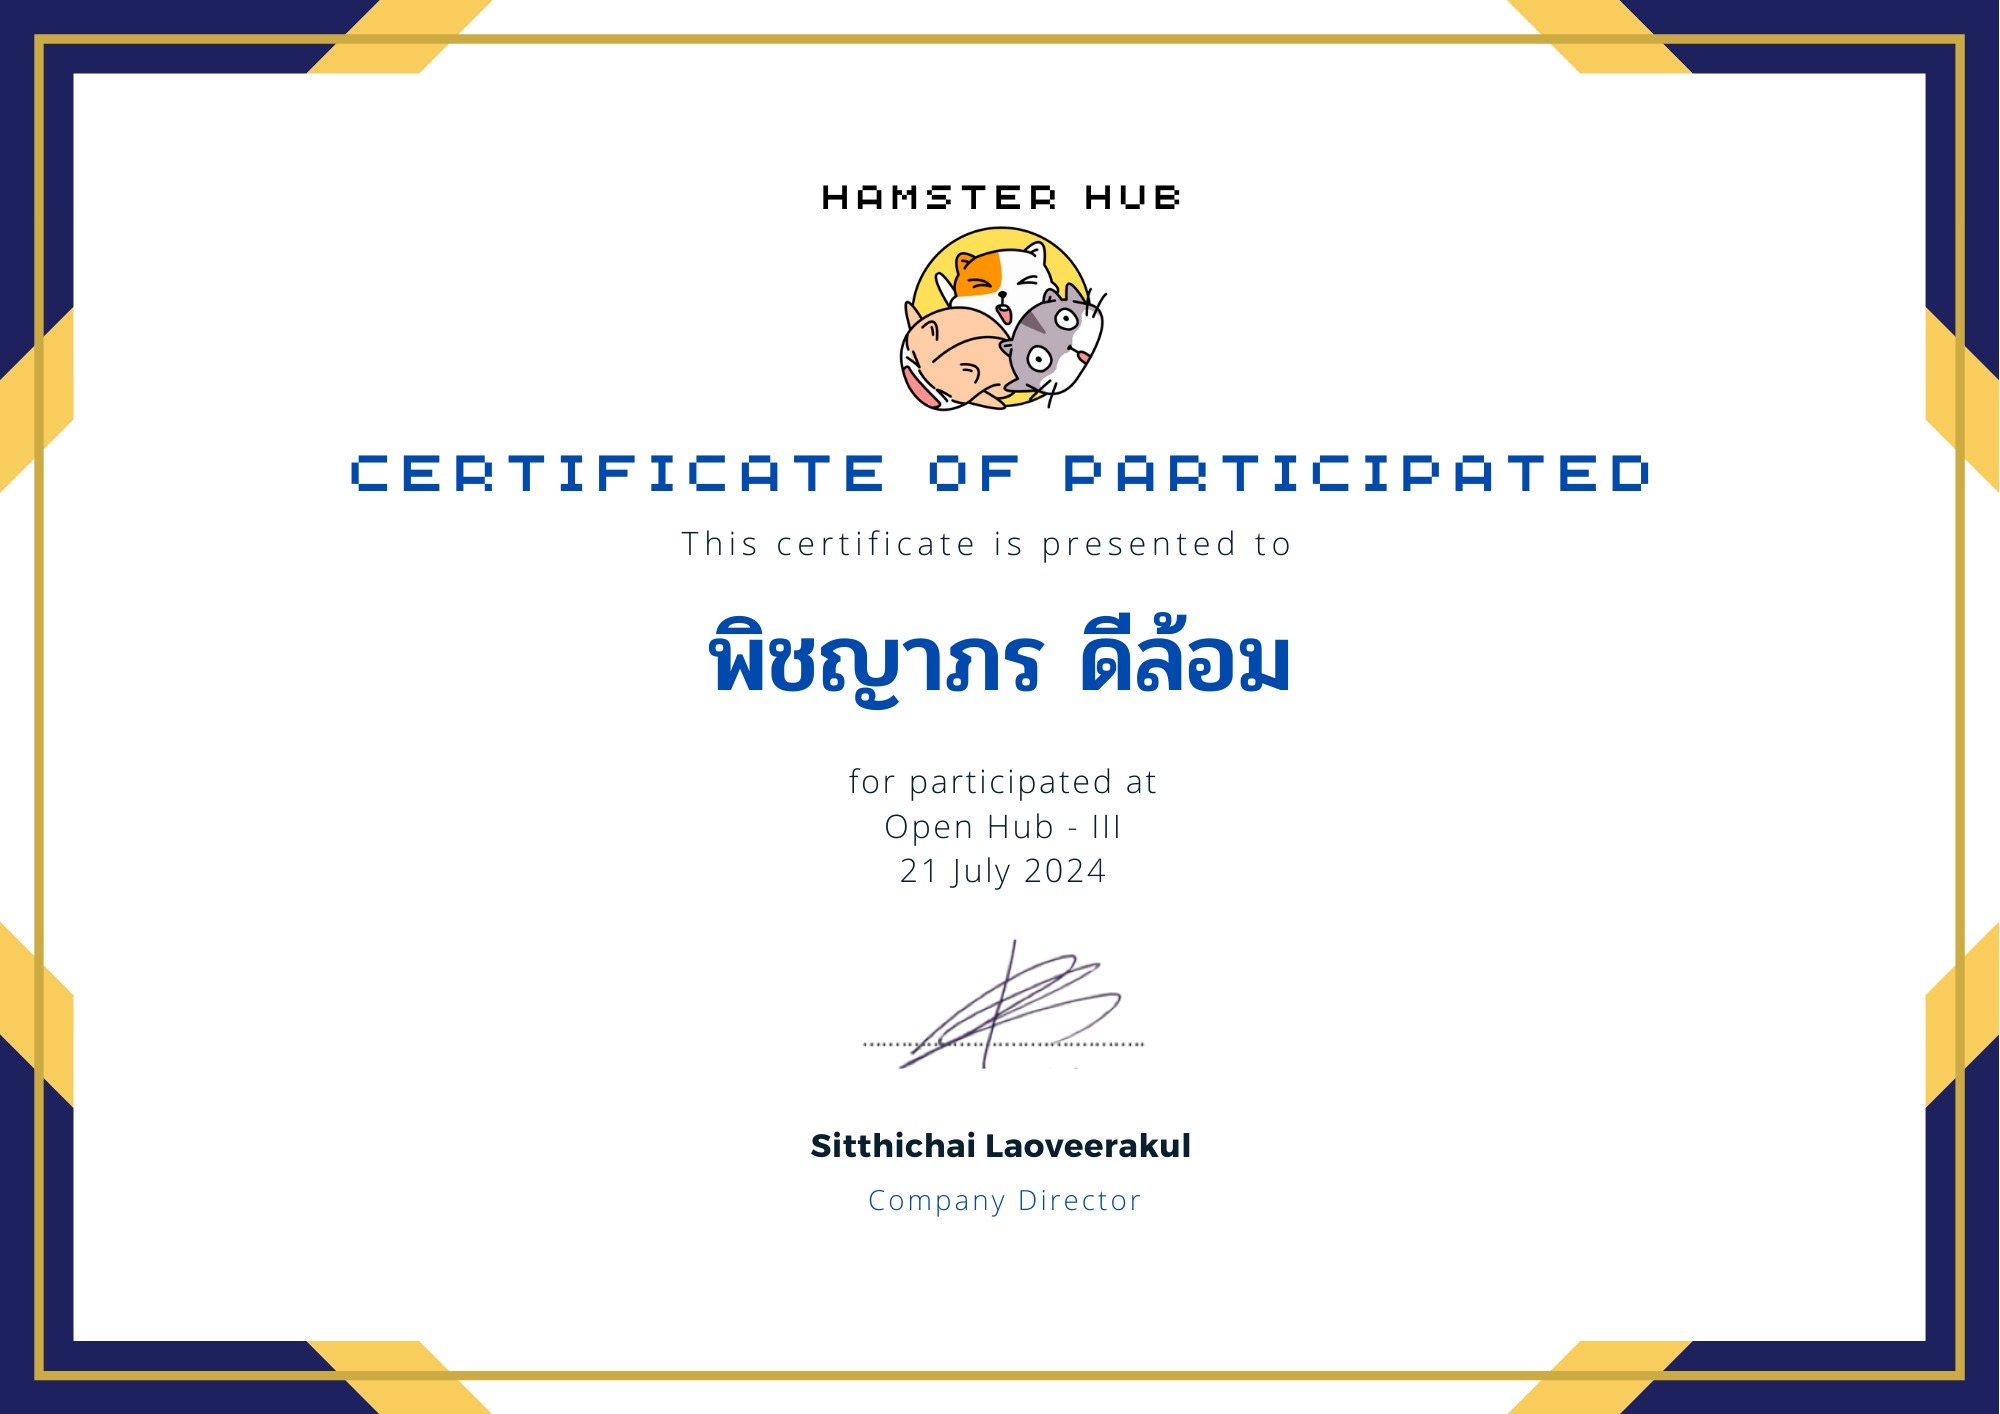 HAMSTER HUB
CERTIFICATE OF PARTICIPATED
This certificate is presented to
พิชญาภร ดีล้อม
for participated at
Open Hub - III
21 July 2024
Sitthichai Laoveerakul
Company Director